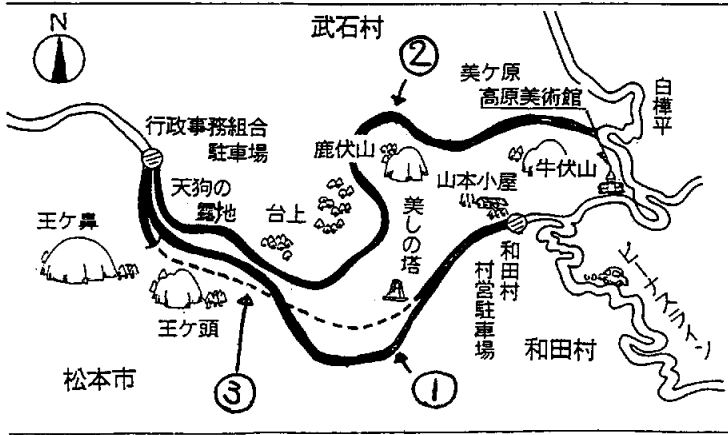 N
武石村
②
美ケ原
高原美術館
白樺平
行政事務組合
駐車場
鹿伏山
牛伏山
天狗の
露地
山本小屋
台上
美しの塔
王ケ鼻
和田村
村営駐車場
ビーナスライン
王ケ頭
和田村
松本市
③
①